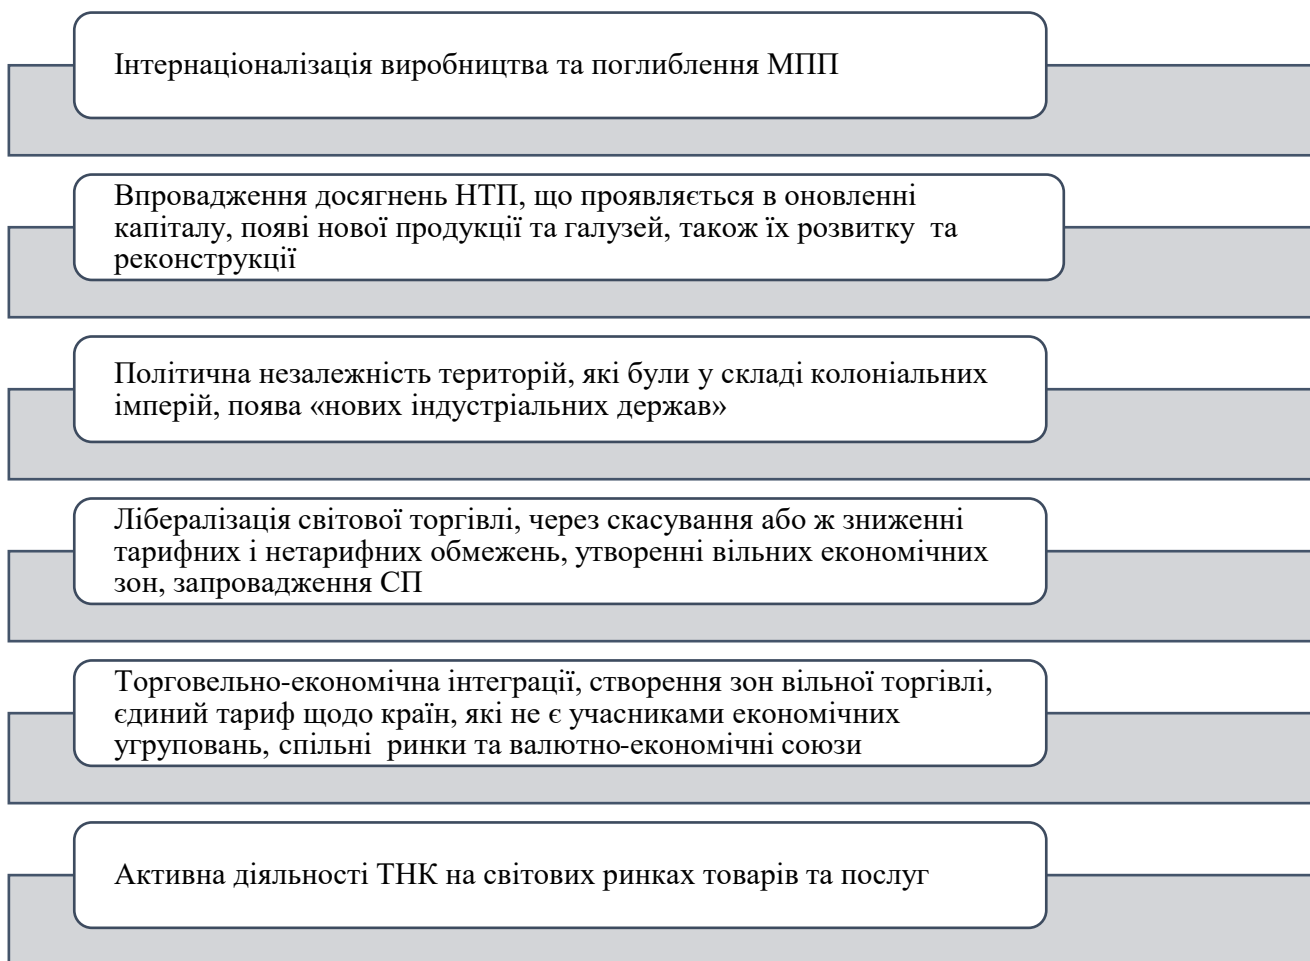 Інтернаціоналізація виробництва та поглиблення МПП
Впровадження досягнень НТП, що проявляється в оновленні
капіталу, появі нової продукції та галузей, також їх розвитку  та
реконструкції
Політична незалежність територій, які були у складі колоніальних
імперій, поява «нових індустріальних держав»
Лібералізація світової торгівлі, через скасування або ж зниженні
тарифних і нетарифних обмежень, утворенні вільних економічних
зон, запровадження СП
Торговельно-економічна інтеграції, створення зон вільної торгівлі,
єдиний тариф щодо країн, які не є учасниками економічних
угруповань, спільні  ринки та валютно-економічні союзи
Активна діяльності ТНК на світових ринках товарів та послуг